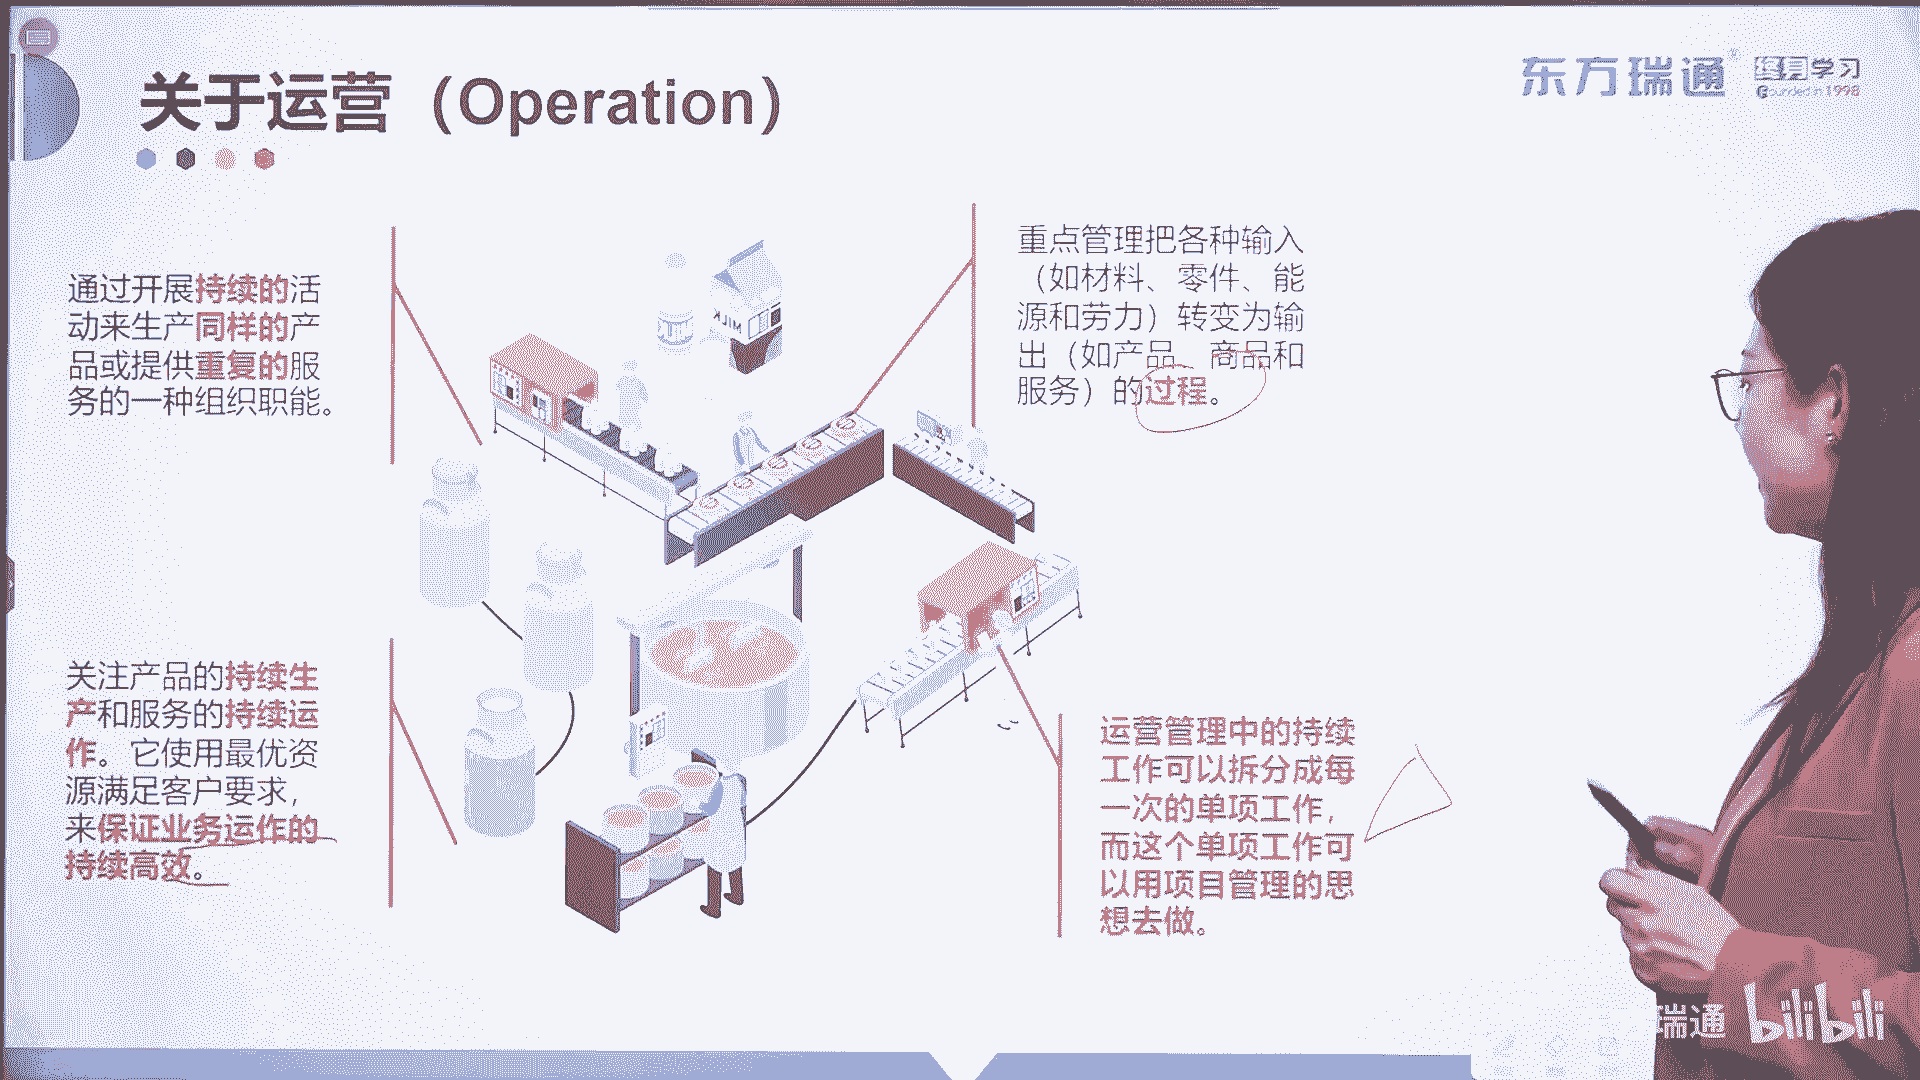 关于运营（Operation）
东方瑞通
终身学习
Founded in 1998
通过开展持续的活
动来生产同样的产
品或提供重复的服
务的一种组织职能。
重点管理把各种输入
（如材料、零件、能
源和劳力）转变为输
出（如产品、商品和
服务）的过程。
MILK
关注产品的持续生
产和服务的持续运
作。它使用最优资
源满足客户要求，
来保证业务运作的
持续高效。
运营管理中的持续
工作可以拆分成每
一次的单项工作，
而这个单项工作可
以用项目管理的思
想去做。
瑞通
bilibili